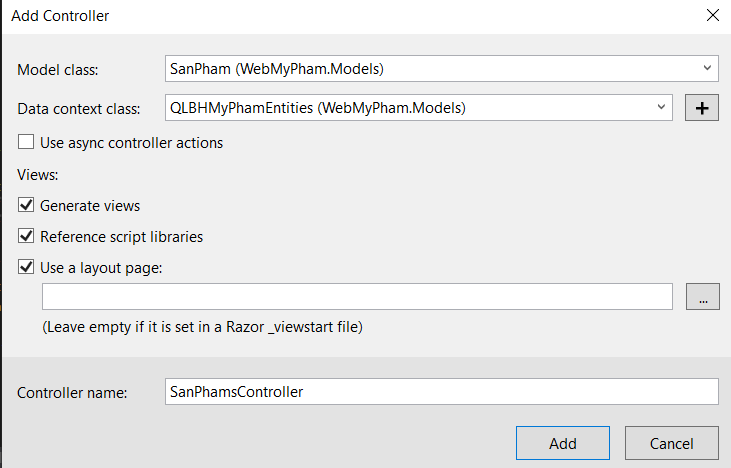 Add Controller
Model class: SanPham (WebMyPham.Models)
Data context class: QLBHMyPhamEntities (WebMyPham.Models) +
Use async controller actions
Views:
Generate views
Reference script libraries
Use a layout page:
...
(Leave empty if it is set in a Razor _viewstart file)
Controller name: SanPhamsController
Add Cancel